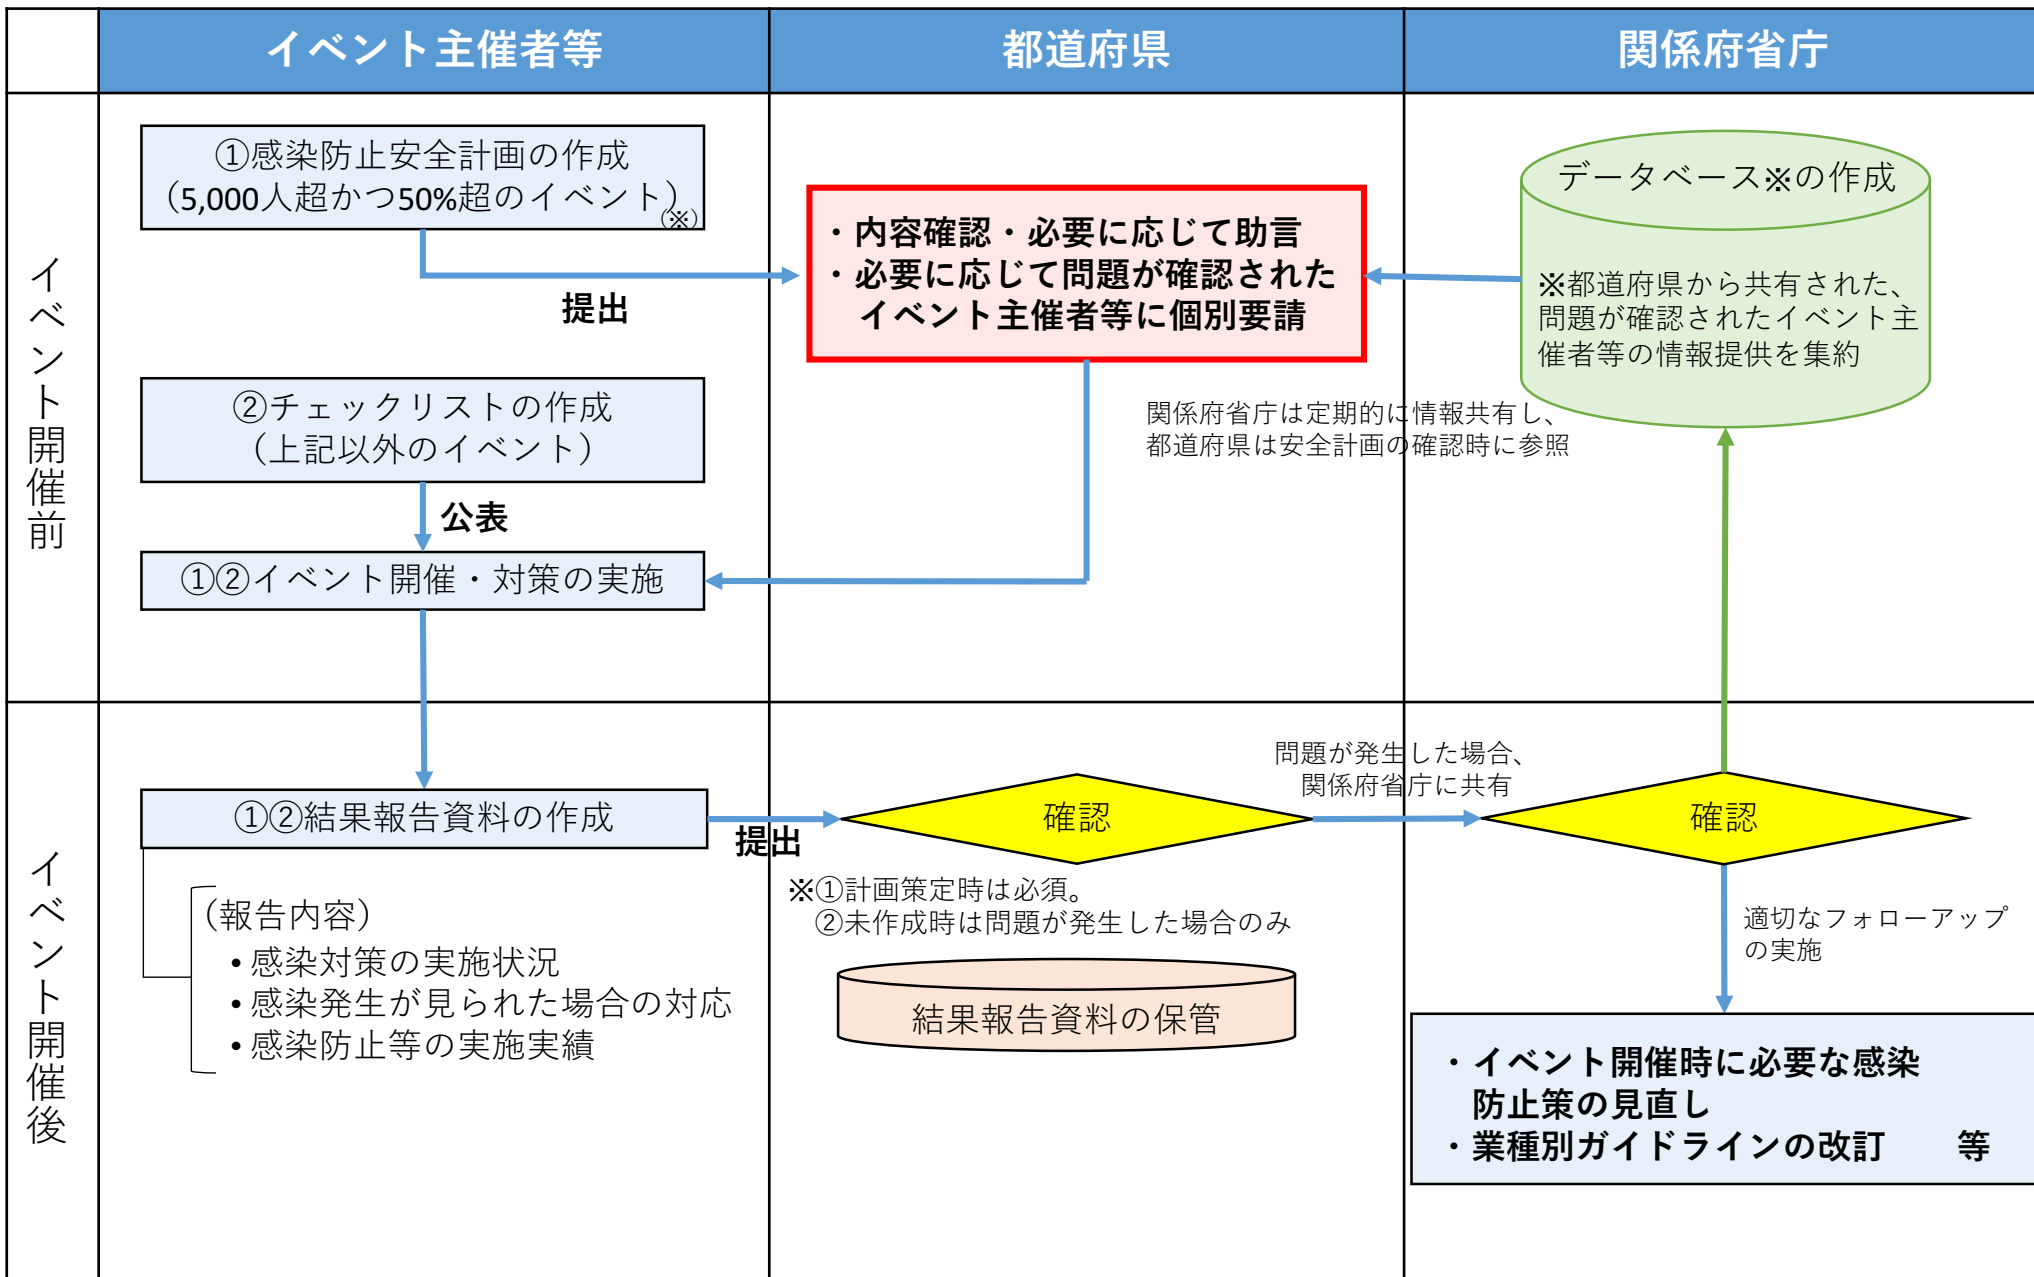 イベント主催者等
都道府県
関係府省庁
イベント開催前
①感染防止安全計画の作成
（5,000人超かつ50%超のイベント）
(※)
提出
・内容確認・必要に応じて助言
・必要に応じて問題が確認された
イベント主催者等に個別要請
データベース※の作成
※都道府県から共有された、
問題が確認されたイベント主
催者等の情報提供を集約
関係府省庁は定期的に情報共有し、
都道府県は安全計画の確認時に参照
②チェックリストの作成
（上記以外のイベント）
公表
①②イベント開催・対策の実施
イベント開催後
①②結果報告資料の作成
提出
（報告内容）
• 感染対策の実施状況
• 感染発生が見られた場合の対応
• 感染防止等の実施実績
確認
※①計画策定時は必須。
②未作成時は問題が発生した場合のみ
結果報告資料の保管
問題が発生した場合、
関係府省庁に共有
確認
適切なフォローアップ
の実施
・イベント開催時に必要な感染
防止策の見直し
・業種別ガイドラインの改訂　　等